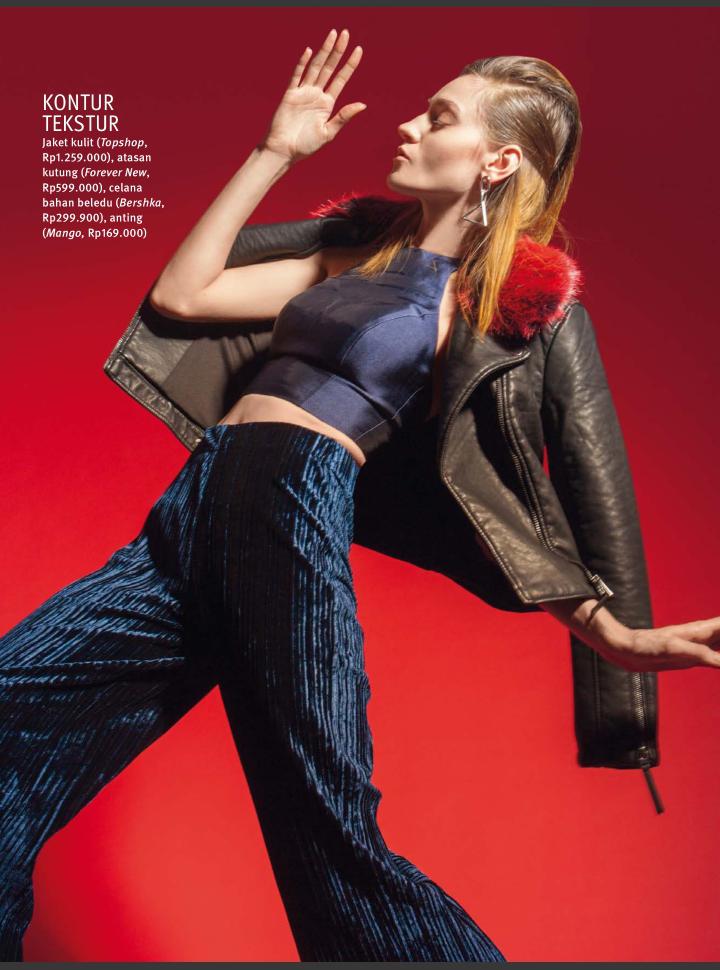 KONTUR
TEKSTUR
Jaket kulit (Topshop,
Rp1.259.000), atasan
kutung (Forever New,
Rp599.000), celana
bahan beledu (Bershka,
Rp299.900), anting
(Mango, Rp169.000)